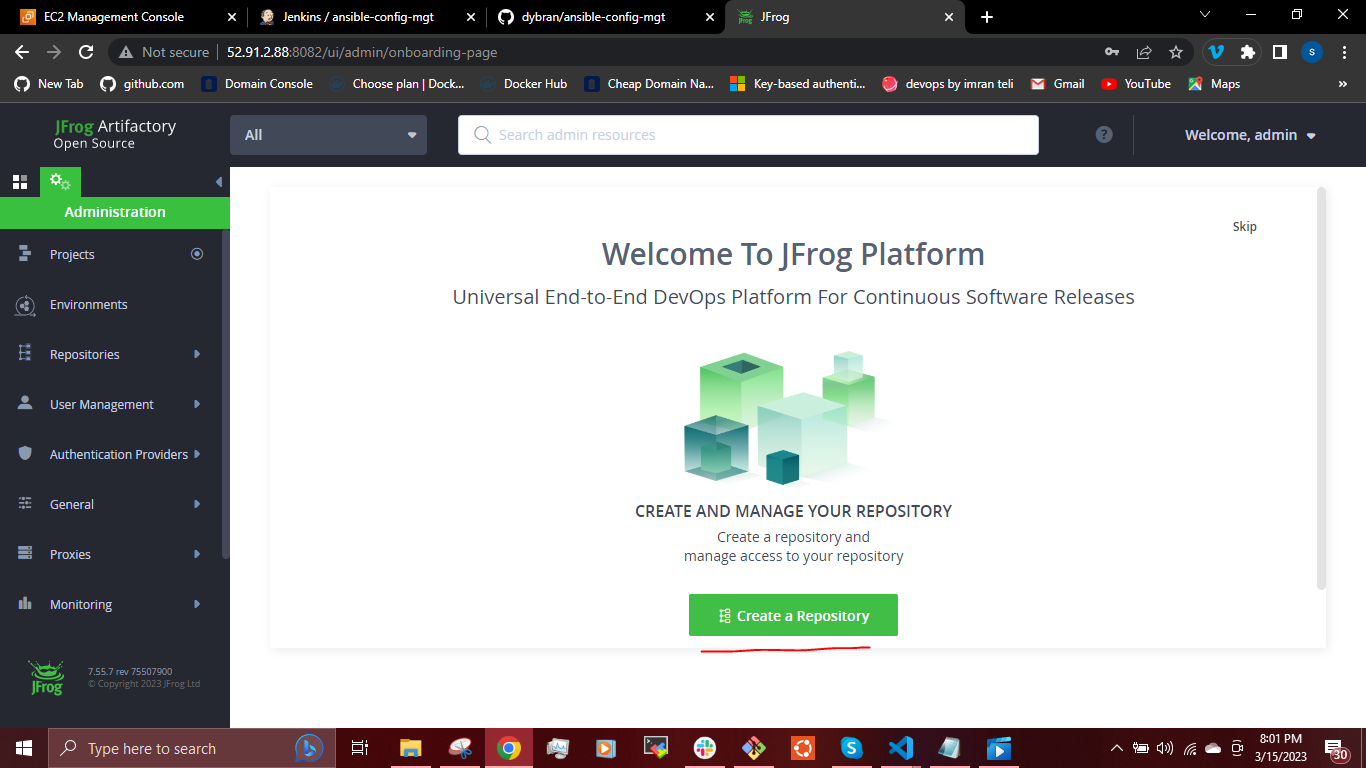 EC2 Management Console
Jenkins / ansible-config-mgt
dybran/ansible-config-mgt
JFrog
Not secure 52.91.2.88:8082/ui/admin/onboarding-page
S
New Tab
github.com
Domain Console
Choose plan | Dock...
Docker Hub
Cheap Domain Na...
Key-based authenti...
devops by imran teli
Gmail
YouTube
Maps
»
JFrog Artifactory
Open Source
All
Search admin resources
?
Welcome, admin
Administration
Projects
Environments
Repositories
User Management
Authentication Providers
General
Proxies
Monitoring
JFrog
7.55.7 rev 75507900
© Copyright 2023 JFrog Ltd
Skip
Welcome To JFrog Platform
Universal End-to-End DevOps Platform For Continuous Software Releases
CREATE AND MANAGE YOUR REPOSITORY
Create a repository and
manage access to your repository
Create a Repository
Type here to search
8:01 PM
3/15/2023
30